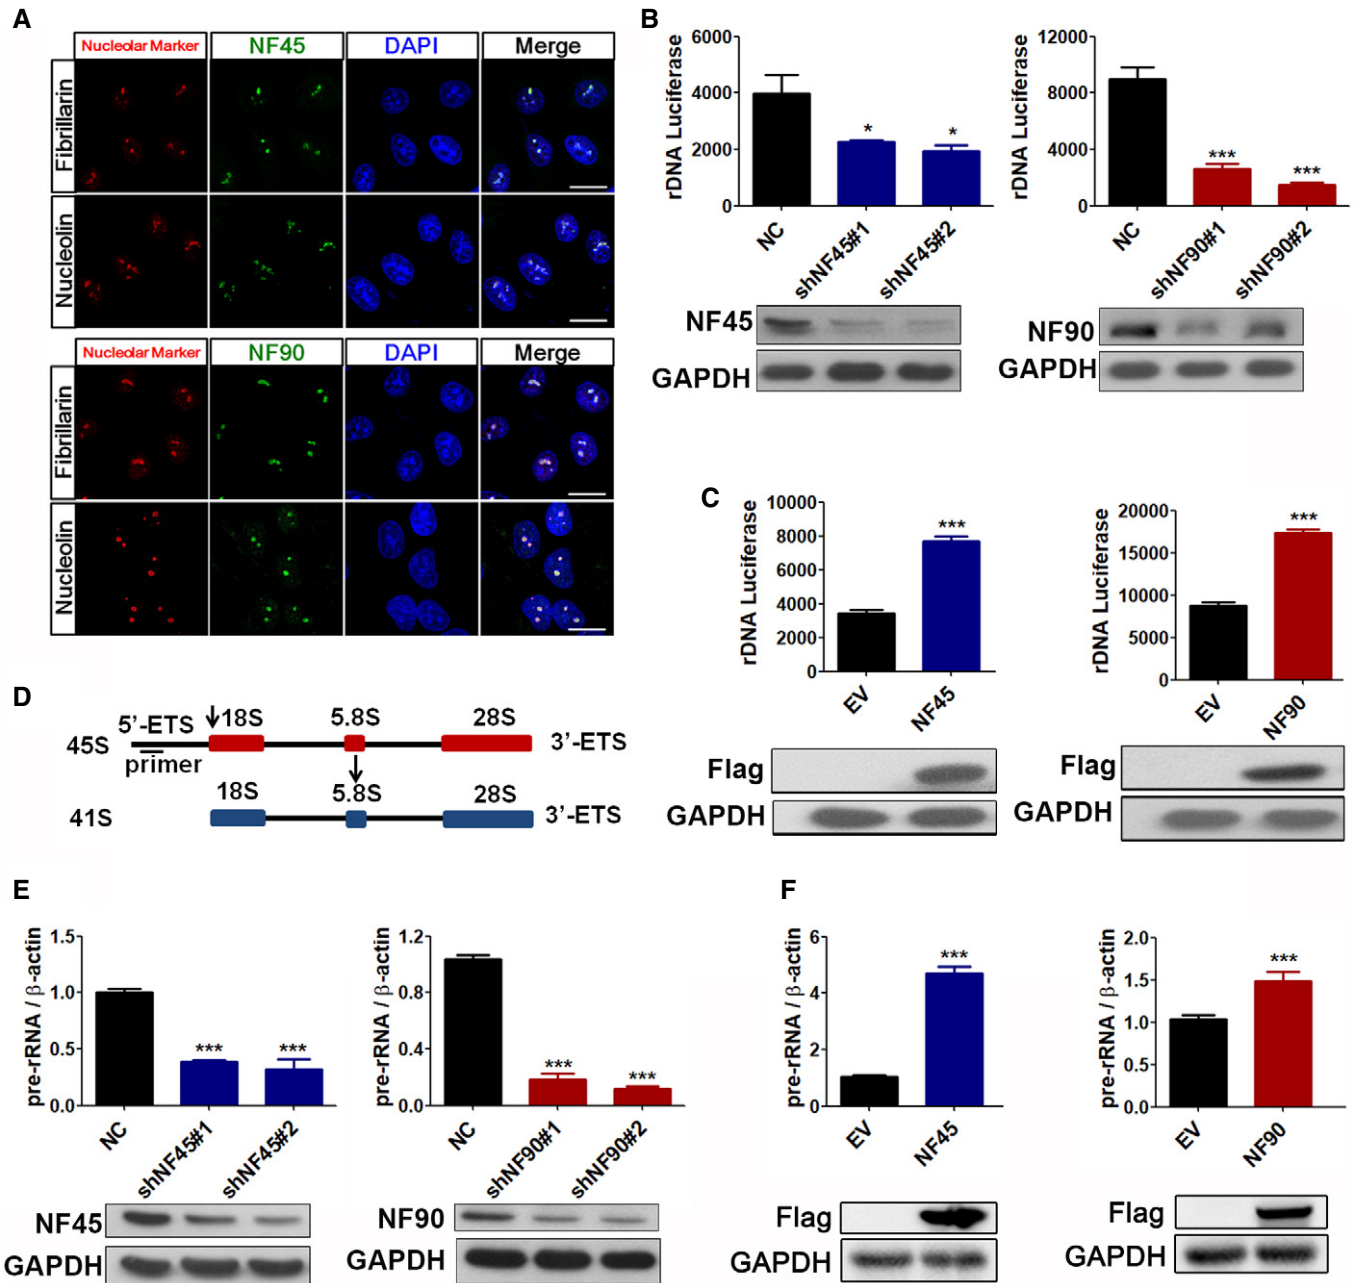 A
Nucleolar Marker NF45 DAPI Merge
Fibrillarin
Nucleolin
Nucleolar Marker NF90 DAPI Merge
Fibrillarin
Nucleolin
B
rDNA Luciferase
6000
4000
2000
0
* *
NC shNF45#1 shNF45#2
NF45
GAPDH
rDNA Luciferase
12000
8000
4000
0
*** ***
NC shNF90#1 shNF90#2
NF90
GAPDH
C
rDNA Luciferase
10000
8000
6000
4000
2000
0
***
EV NF45
Flag
GAPDH
rDNA Luciferase
20000
15000
10000
5000
0
***
EV NF90
Flag
GAPDH
D
5'-ETS 18S 5.8S 28S
45S 3'-ETS
primer
18S 5.8S 28S
41S 3'-ETS
E
pre-rRNA / β-actin
1.5
1.0
0.5
0.0
*** ***
NC shNF45#1 shNF45#2
NF45
GAPDH
pre-rRNA / β-actin
1.2
0.8
0.4
0.0
*** ***
NC shNF90#1 shNF90#2
NF90
GAPDH
F
pre-rRNA / β-actin
6
4
2
0
***
EV NF45
Flag
GAPDH
pre-rRNA / β-actin
2.0
1.5
1.0
0.5
0.0
***
EV NF90
Flag
GAPDH